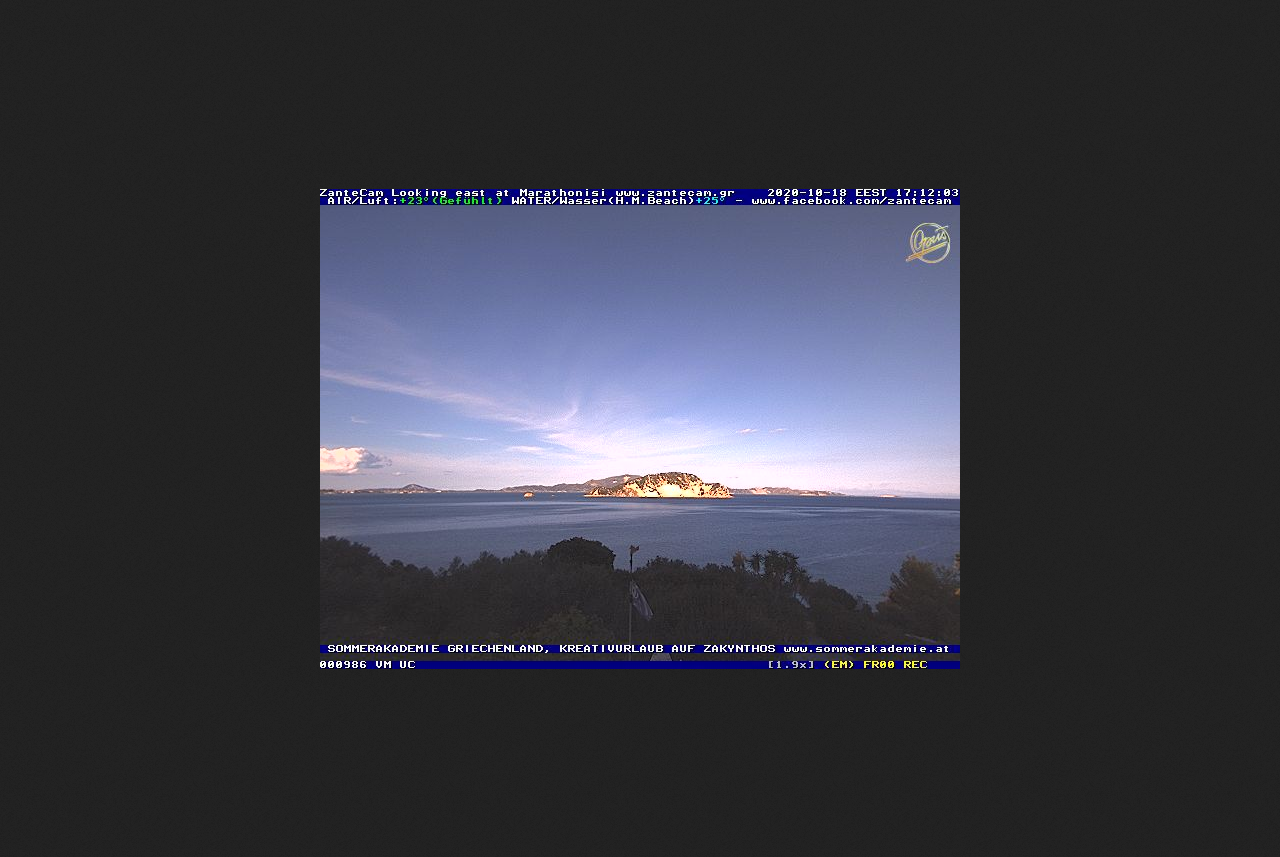 ZanteCam Looking east at Marathonisi www.zantecam.gr 2020-10-18 EEST 17:12:03
AIR/Luft:+23°(Gefühlt) WATER/Wasser(H.M.Beach)+25° - www.facebook.com/zantecam
Opus
SOMMERAKADEMIE GRIECHENLAND, KREATIVURLAUB AUF ZAKYNTHOS www.sommerakademie.at
000986 VM UC [1.9x] (EM) FR00 REC